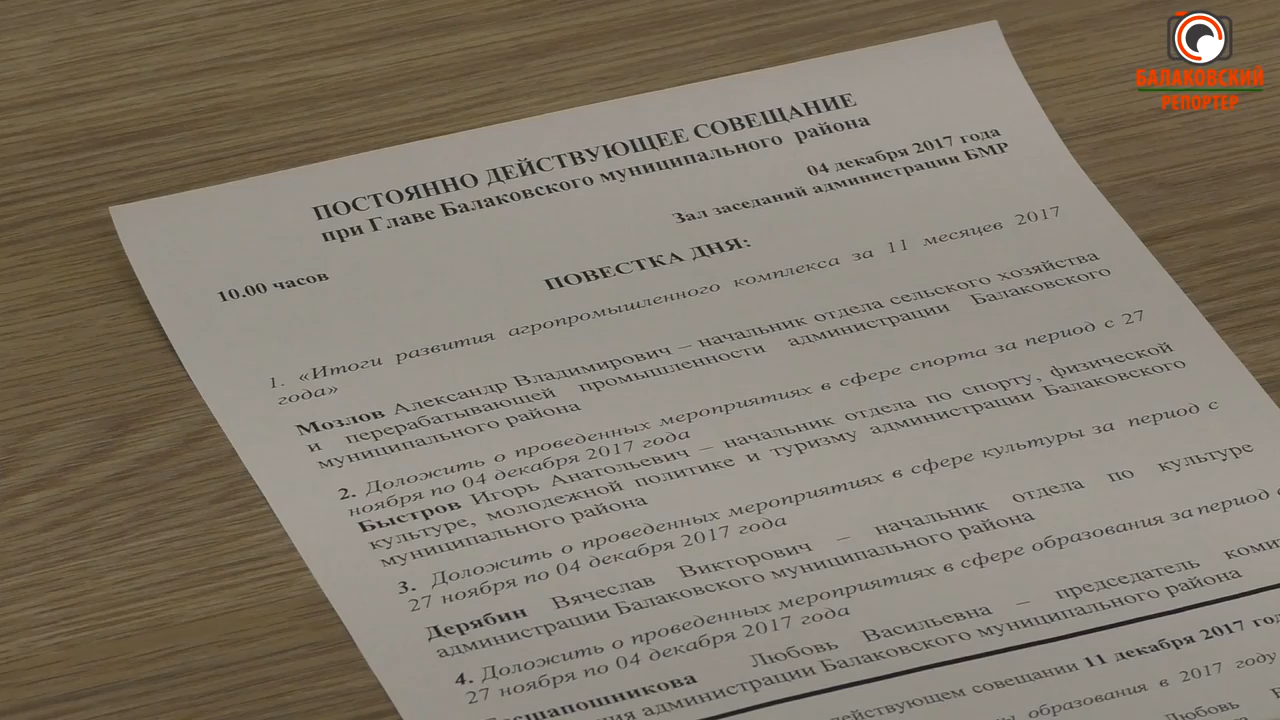 БАЛАКОВСКИЙ
РЕПОРТЕР
ПОСТОЯННО ДЕЙСТВУЮЩЕЕ СОВЕЩАНИЕ
при Главе Балаковского муниципального района
04 декабря 2017 года
Зал заседаний администрации БМР
10.00 часов
ПОВЕСТКА ДНЯ:
1. «Итоги развития агропромышленного комплекса за 11 месяцев 2017
года»
Мозлов Александр Владимирович – начальник отдела сельского хозяйства
и перерабатывающей промышленности администрации Балаковского
муниципального района
2. Доложить о проведенных мероприятиях в сфере спорта за период с 27
ноября по 04 декабря 2017 года
Быстров Игорь Анатольевич – начальник отдела по спорту, физической
культуре, молодежной политике и туризму администрации Балаковского
муниципального района
3. Доложить о проведенных мероприятиях в сфере культуры за период с
27 ноября по 04 декабря 2017 года
Дерябин Вячеслав Викторович – начальник отдела по культуре
администрации Балаковского муниципального района
4. Доложить о проведенных мероприятиях в сфере образования за период с
27 ноября по 04 декабря 2017 года
Любовь Васильевна – председатель
администрации Балаковского муниципального района
совещании 11 декабря 2017
образования в 2017 году
Любовь